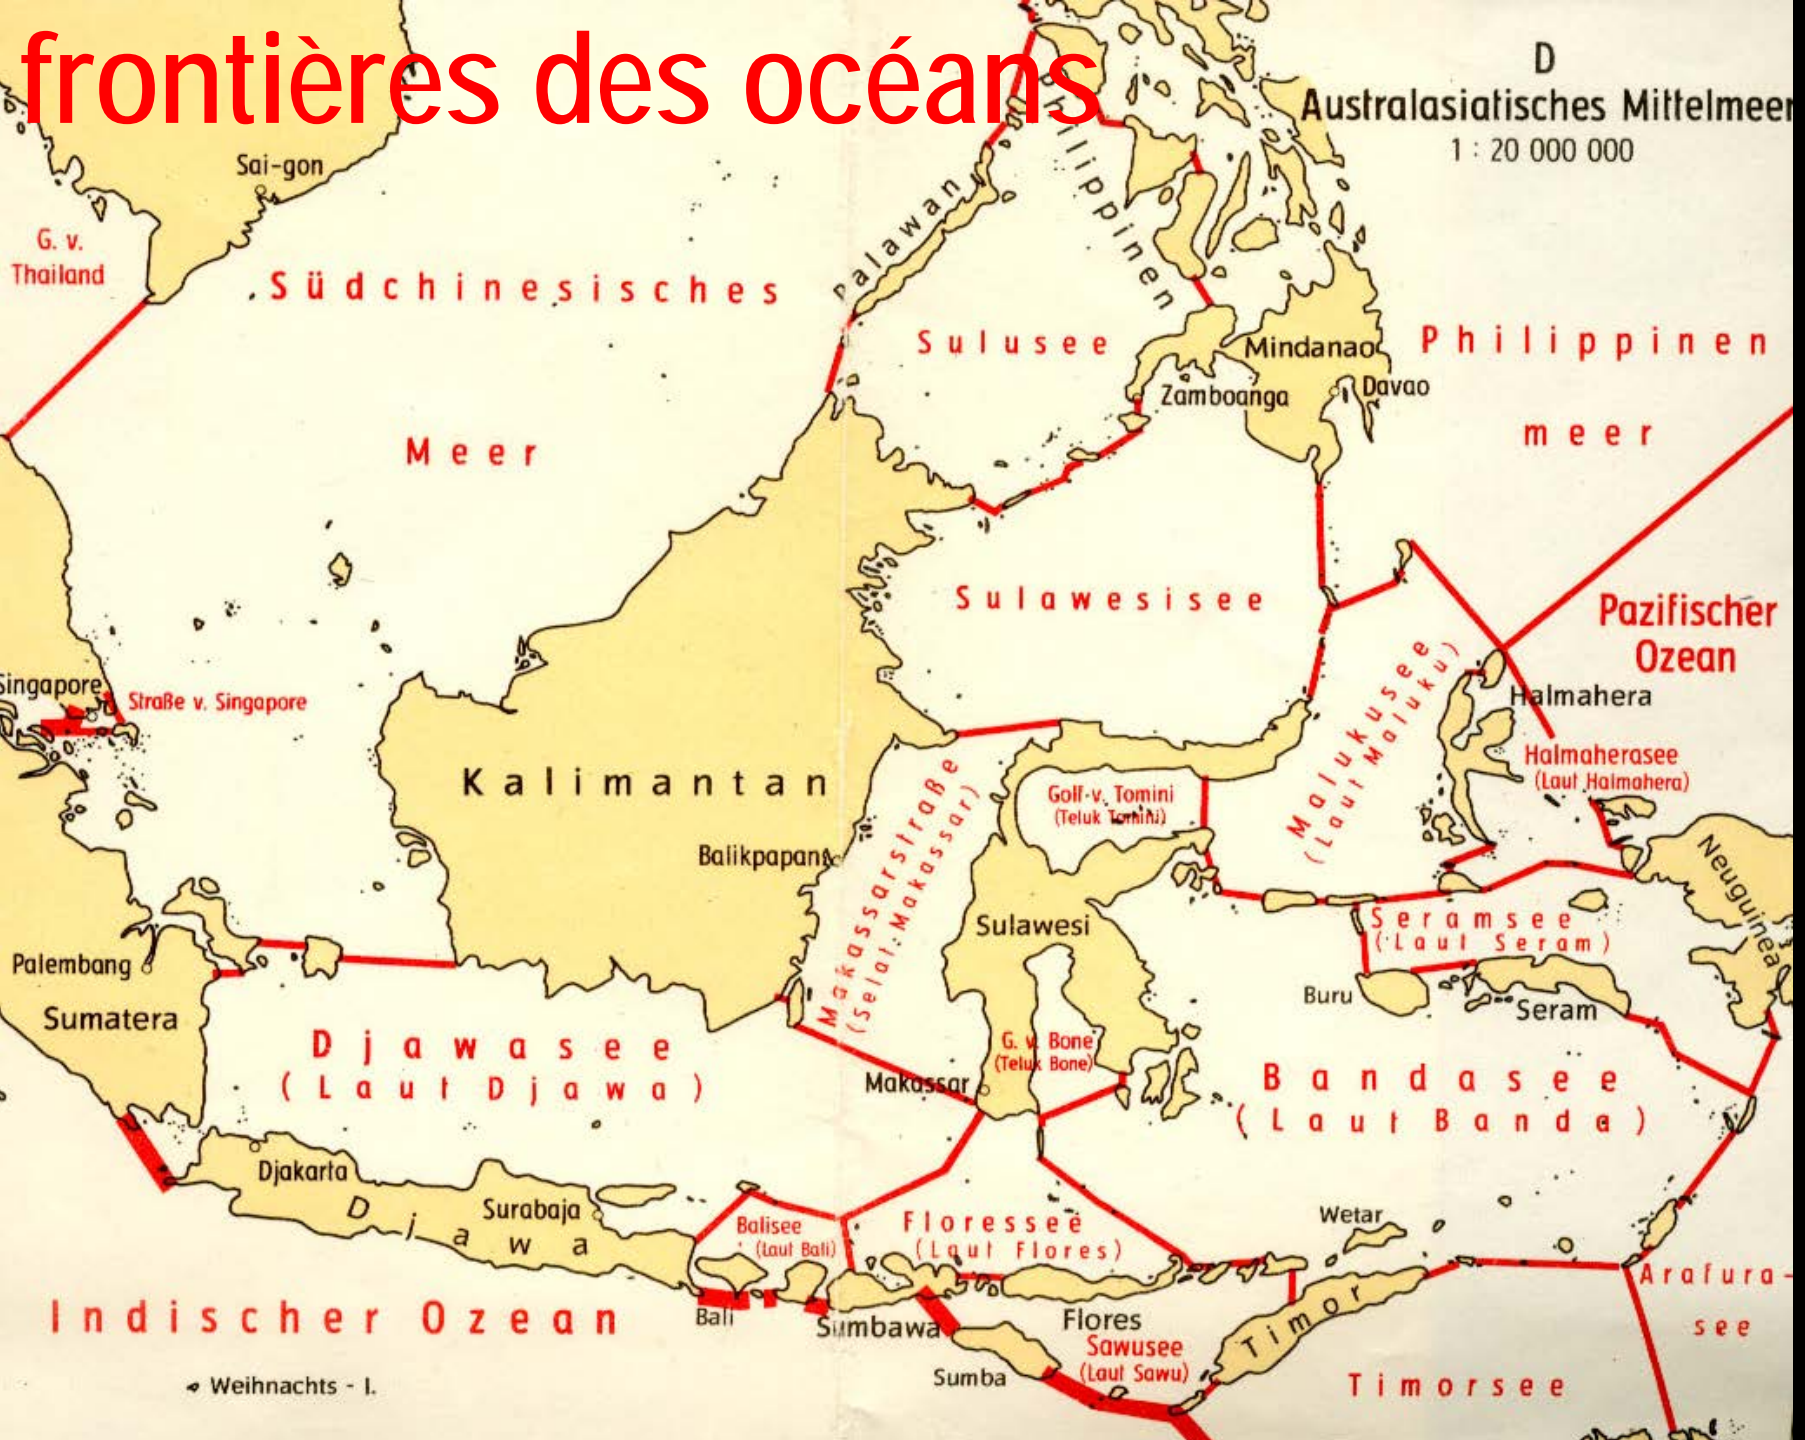 frontières des océans
D
Australasiatisches Mittelmeer
1 : 20 000 000
Sai-gon
G. v.
Thailand
Südchinesisches
Meer
Palawan
Philippinen
Sulusee
Mindanao
Zamboanga
Davao
Philippinen
meer
Sulawesisee
Pazifischer
Ozean
Singapore
Straße v. Singapore
Halmahera
Halmaherasee
(Laut Halmahera)
Malukusee
(Laut Maluku)
Kalimantan
Balikpapan
Makassarstraße
(Selat Makassar)
Golf v. Tomini
(Teluk Tomini)
Neuguinea
Sulawesi
Seramsee
(Laut Seram)
Palembang
Sumatera
Buru
Seram
Djawasee
(Laut Djawa)
G. v. Bone
(Teluk Bone)
Makassar
Bandasee
(Laut Banda)
Djakarta
Djawa
Surabaja
Balisee
(Laut Bali)
Floressee
(Laut Flores)
Wetar
Arafura-
see
Indischer Ozean
Bali
Sumbawa
Flores
Sawusee
(Laut Sawu)
Sumba
Timor
Timorsee
Weihnachts - I.